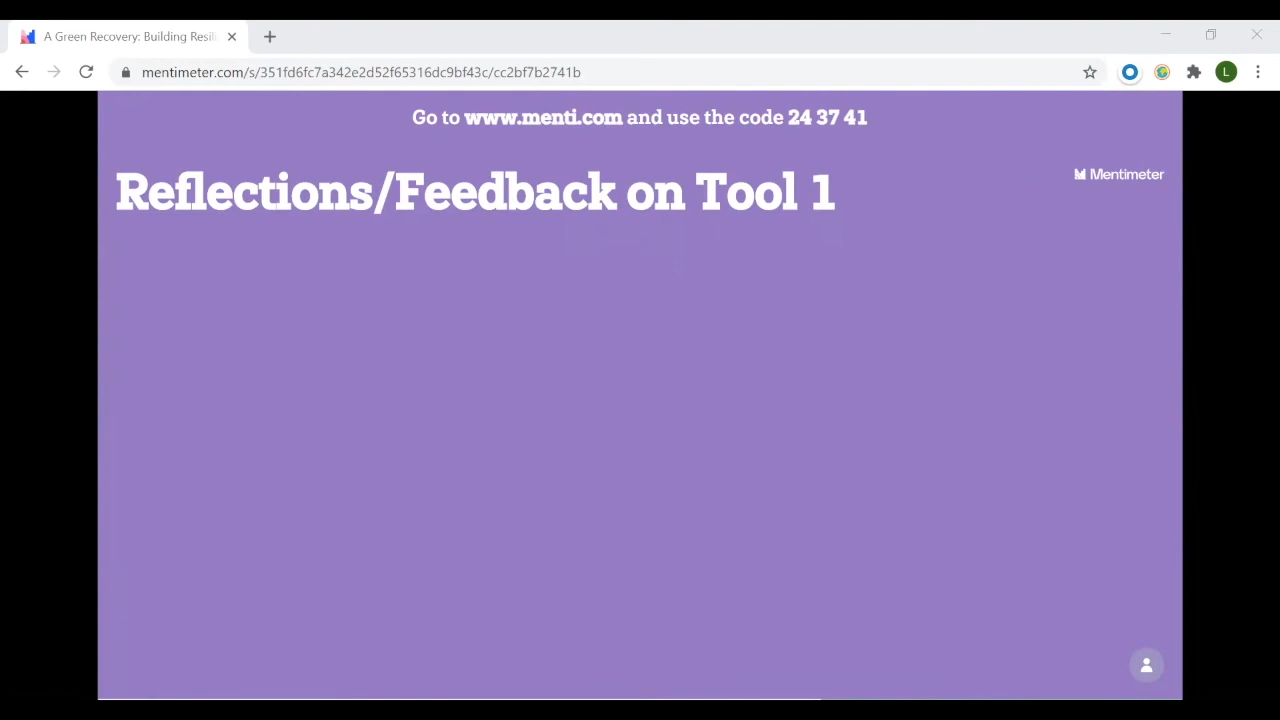 A Green Recovery: Building Resili
mentimeter.com/s/351fd6fc7a342e2d52f65316dc9bf43c/cc2bf7b2741b
L
Go to www.menti.com and use the code 24 37 41
Mentimeter
Reflections/Feedback on Tool 1